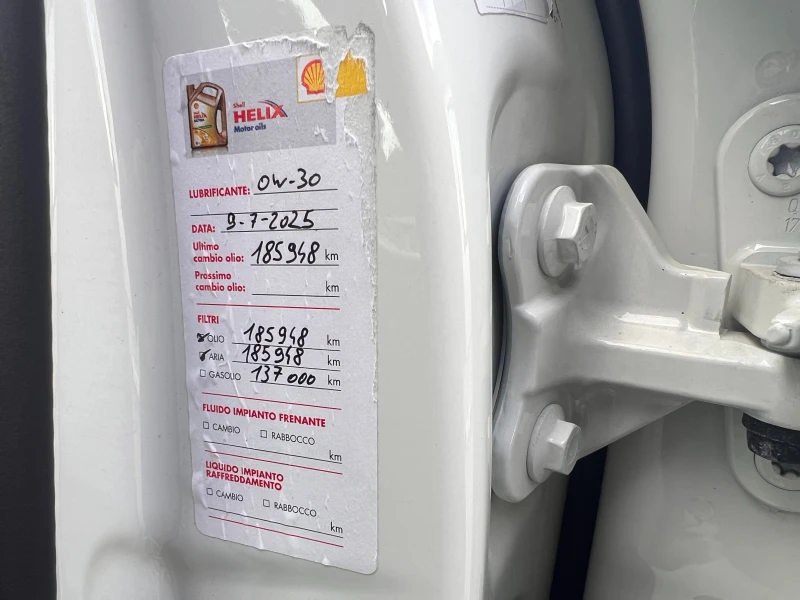 Shell
HELIX
Motor oils
LUBRIFICANTE: 0W-30
DATA: 9-7-2025
Ultimo
cambio olio: 185948 km
Prossimo
cambio olio: km
FILTRI
OLIO 185948 km
ARIA 185948 km
GASOLIO 137000 km
FLUIDO IMPIANTO FRENANTE
CAMBIO RABBOCCO
km
LIQUIDO IMPIANTO
RAFFREDDAMENTO
CAMBIO RABBOCCO
km